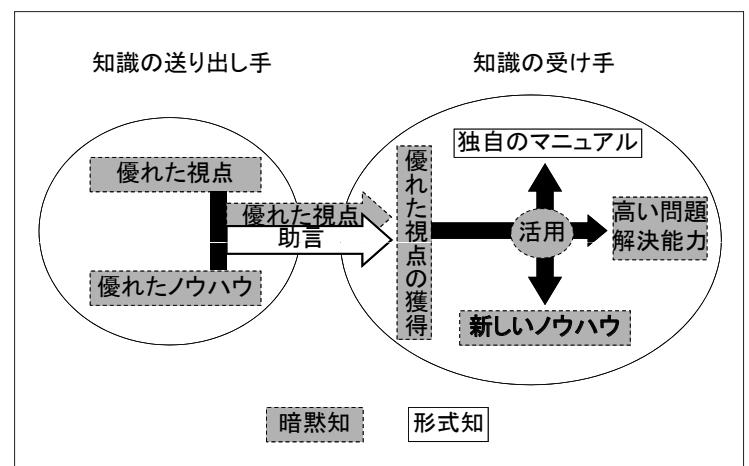 知識の送り出し手
知識の受け手
優れた視点
優れたノウハウ
優れた視点
助言
優れた視点の獲得
独自のマニュアル
活用
高い問題
解決能力
新しいノウハウ
暗黙知
形式知